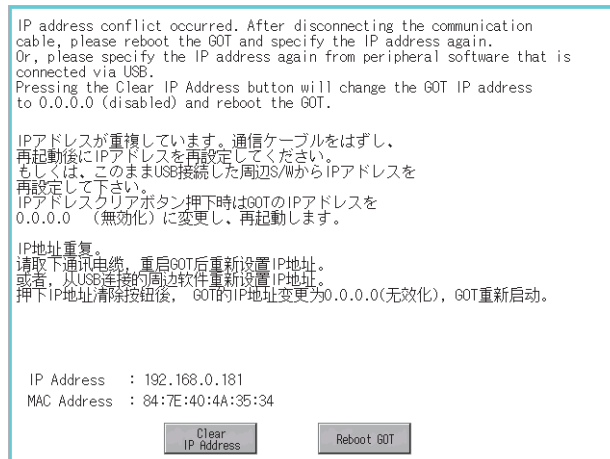 IP address conflict occurred. After disconnecting the communication
cable, please reboot the GOT and specify the IP address again.
Or, please specify the IP address again from peripheral software that is
connected via USB.
Pressing the Clear IP Address button will change the GOT IP address
to 0.0.0.0 (disabled) and reboot the GOT.
IPアドレスが重複しています。通信ケーブルをはずし、
再起動後にIPアドレスを再設定してください。
もしくは、このままUSB接続した周辺S/WからIPアドレスを
再設定して下さい。
IPアドレスクリアボタン押下時はGOTのIPアドレスを
0.0.0.0 （無効化）に変更し、再起動します。
IP地址重复。
请取下通讯电缆，重启GOT后重新设置IP地址。
或者，从USB连接的周边软件重新设置IP地址。
押下IP地址清除按钮後， GOT的IP地址变更为0.0.0.0(无效化)，GOT重新启动。
IP Address : 192.168.0.181
MAC Address : 84:7E:40:4A:35:34
Clear
IP Address
Reboot GOT